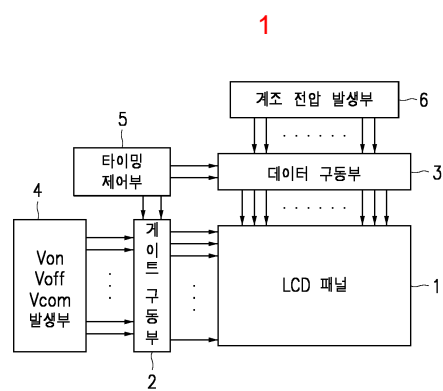 1
계조 전압 발생부
6
5
타이밍
제어부
데이터 구동부
3
4
Von
Voff
Vcom
발생부
게이트 구동부
2
LCD 패널
1